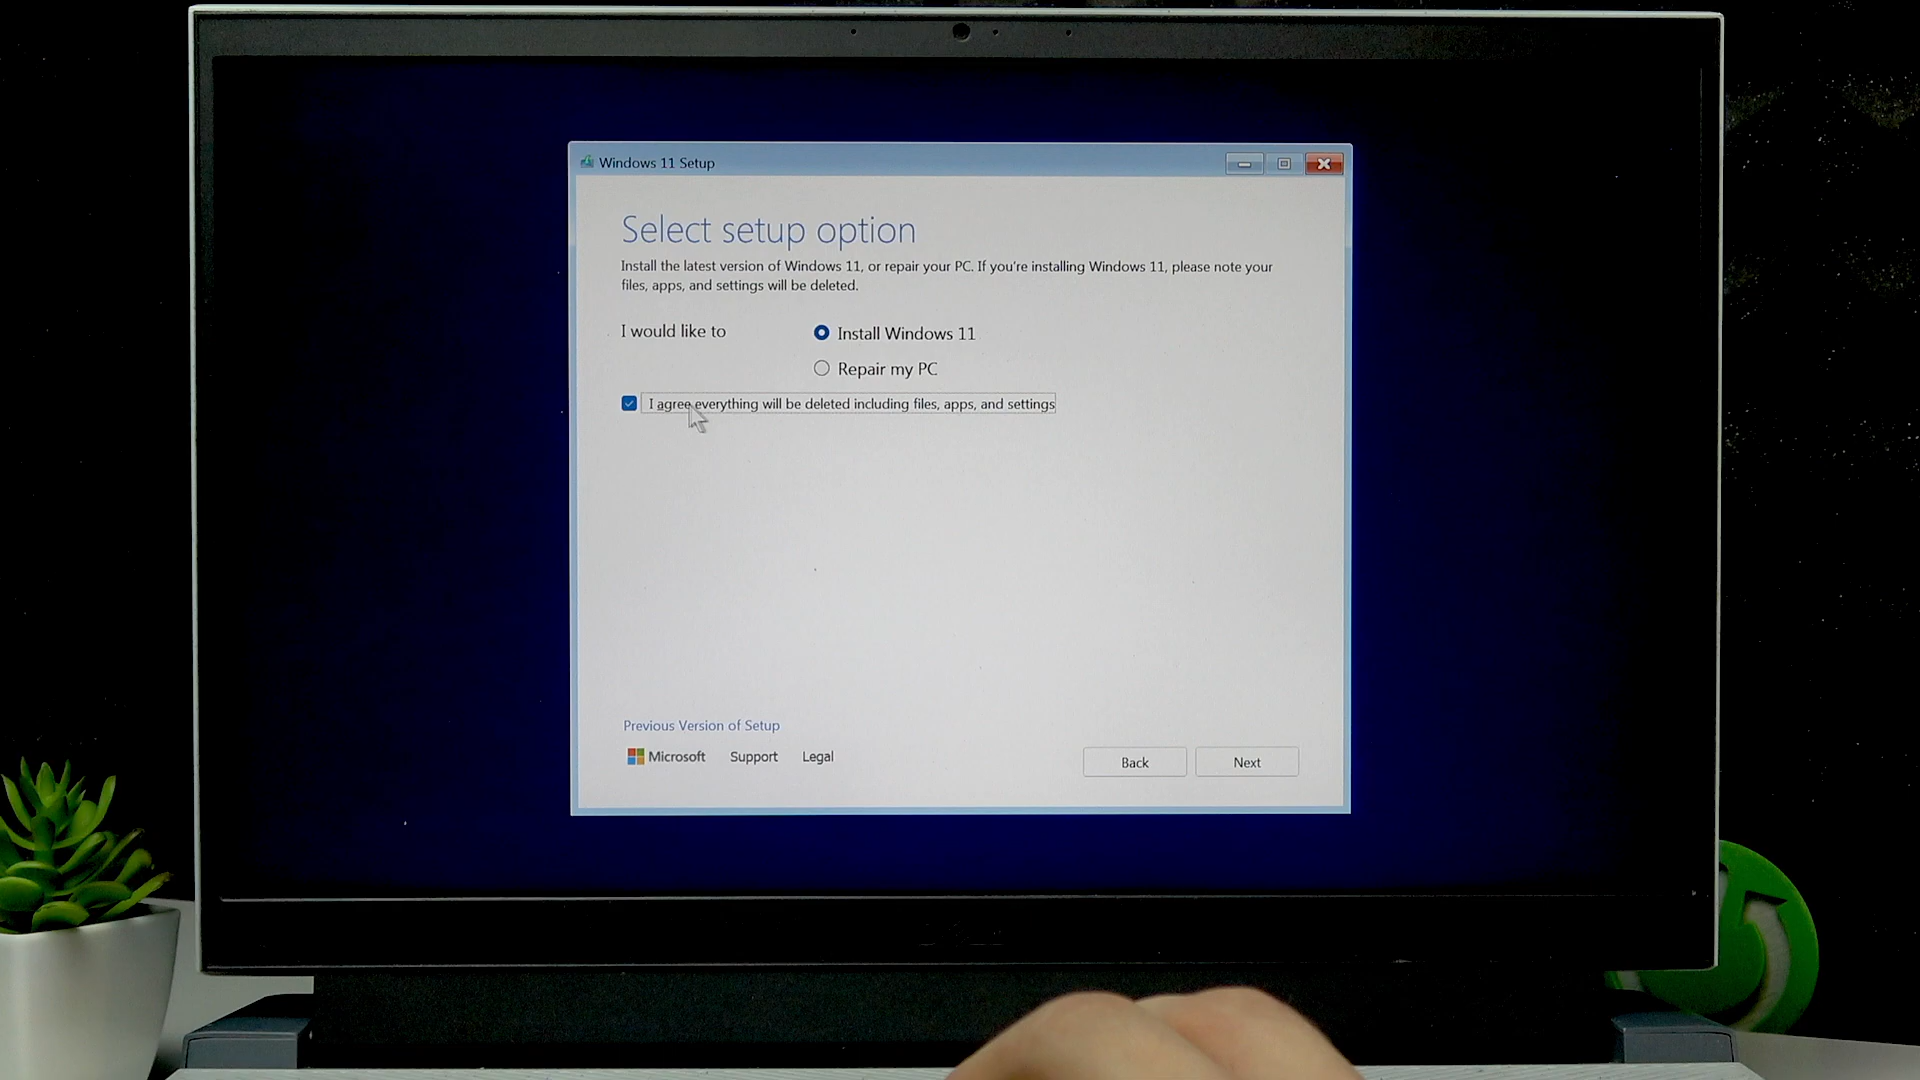 Windows 11 Setup
Select setup option
Install the latest version of Windows 11, or repair your PC. If you're installing Windows 11, please note your
files, apps, and settings will be deleted.
I would like to
Install Windows 11
Repair my PC
I agree everything will be deleted including files, apps, and settings
Previous Version of Setup
Microsoft Support Legal
Back Next